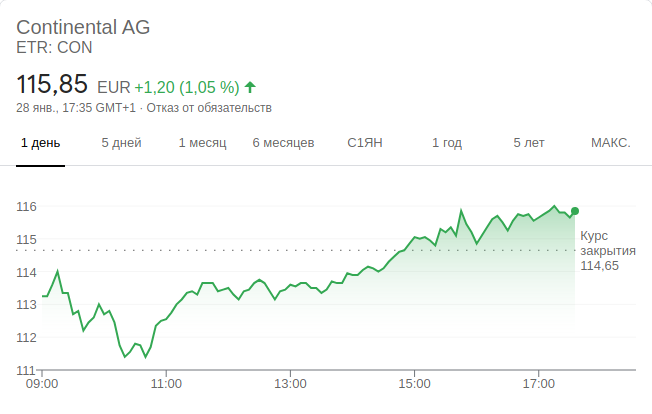 Continental AG
ETR: CON
115,85 EUR +1,20 (1,05 %)
28 янв., 17:35 GMT+1 · Отказ от обязательств
1 день 5 дней 1 месяц 6 месяцев С1ЯН 1 год 5 лет МАКС.
116
115
114
113
112
111
Курс
закрытия
114,65
09:00 11:00 13:00 15:00 17:00